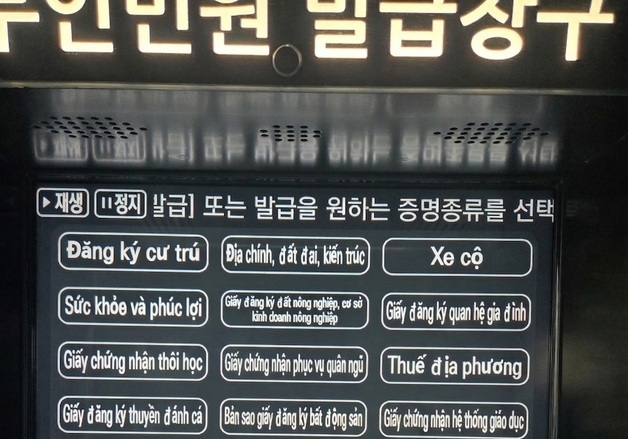 무인민원 발급창구
재생 정지 발급] 또는 발급을 원하는 증명종류를 선택
Đăng ký cư trú
Địa chính, đất đai, kiến trúc
Xe cộ
Sức khỏe và phúc lợi
Giấy đăng ký đất nông nghiệp, cơ sở
kinh doanh nông nghiệp
Giấy đăng ký quan hệ gia đình
Giấy chứng nhận thôi học
Giấy chứng nhận phục vụ quân ngũ
Thuế địa phương
Giấy đăng ký thuyền đánh cá
Bản sao giấy đăng ký bất động sản
Giấy chứng nhận hệ thống giáo dục